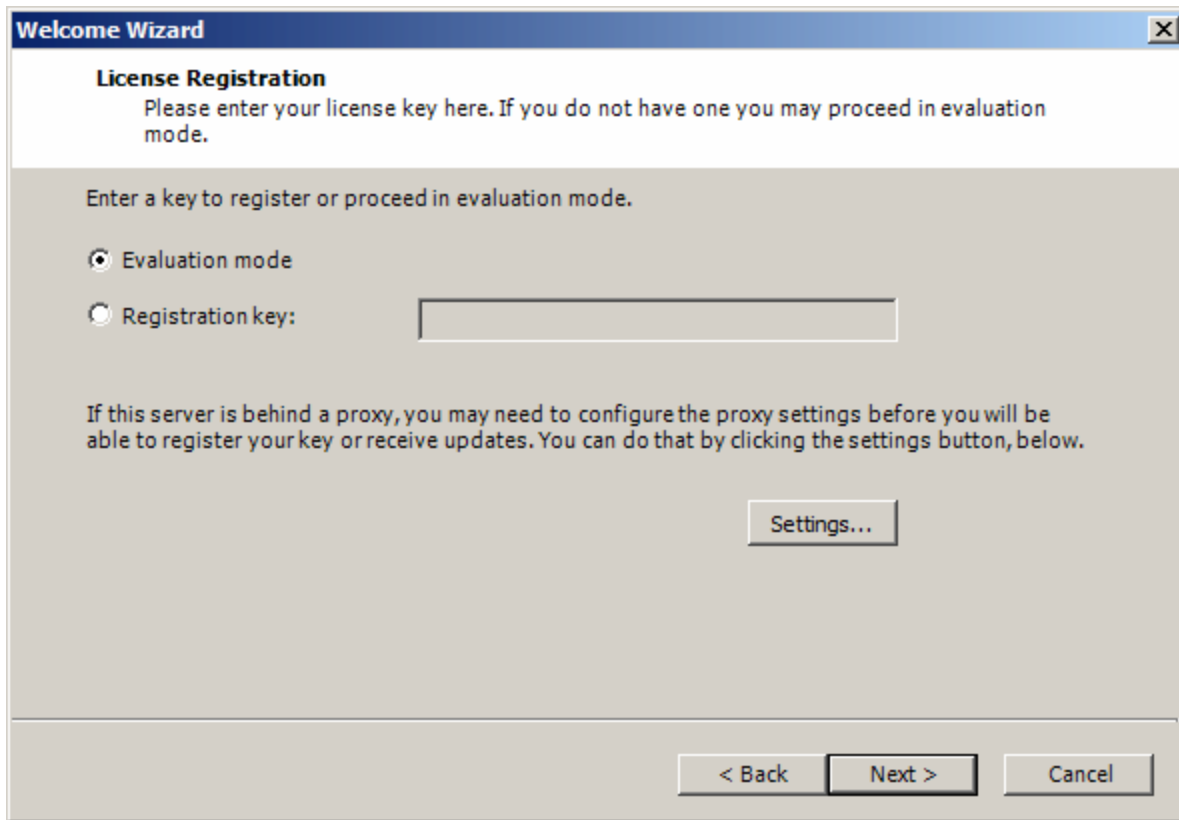 Welcome Wizard
License Registration
Please enter your license key here. If you do not have one you may proceed in evaluation
mode.
Enter a key to register or proceed in evaluation mode.
Evaluation mode
Registration key:
If this server is behind a proxy, you may need to configure the proxy settings before you will be
able to register your key or receive updates. You can do that by clicking the settings button, below.
Settings...
< Back Next > Cancel